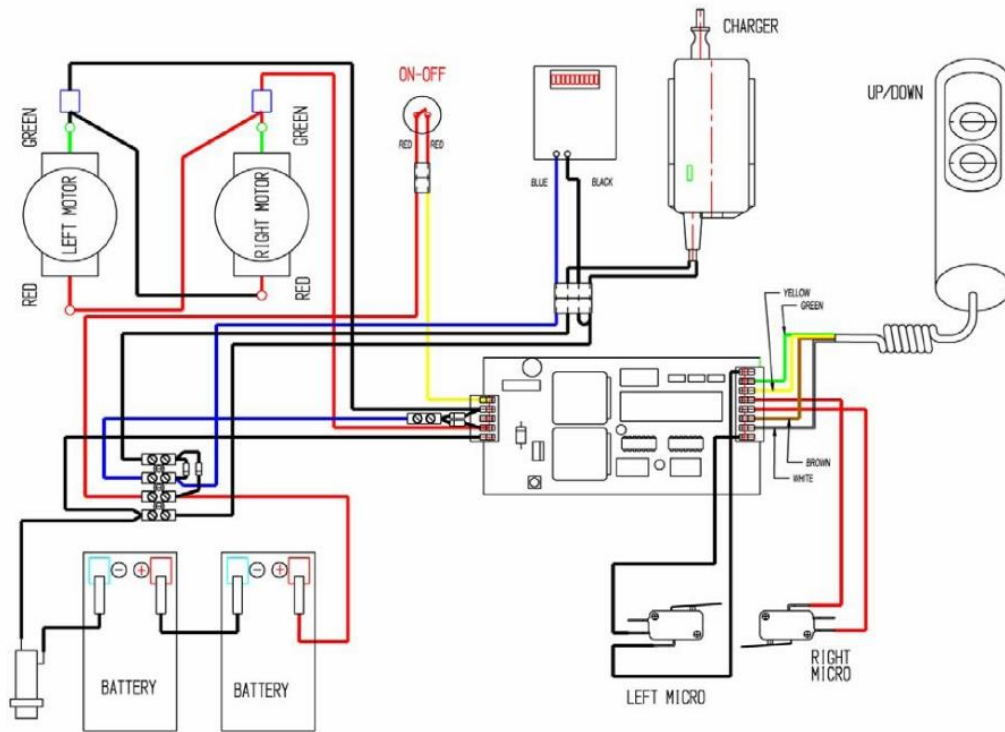 CHARGER
ON-OFF
UP/DOWN
GREEN
GREEN
RED
RED
LEFT MOTOR
RIGHT MOTOR
BLUE
BLACK
RED
RED
YELLOW
GREEN
BROWN
WHITE
- +
- +
BATTERY
BATTERY
LEFT MICRO
RIGHT
MICRO